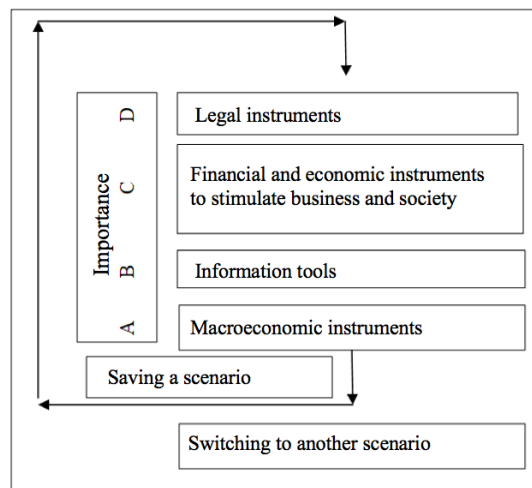 Importance
D
Legal instruments
C
Financial and economic instruments
to stimulate business and society
B
Information tools
A
Macroeconomic instruments
Saving a scenario
Switching to another scenario